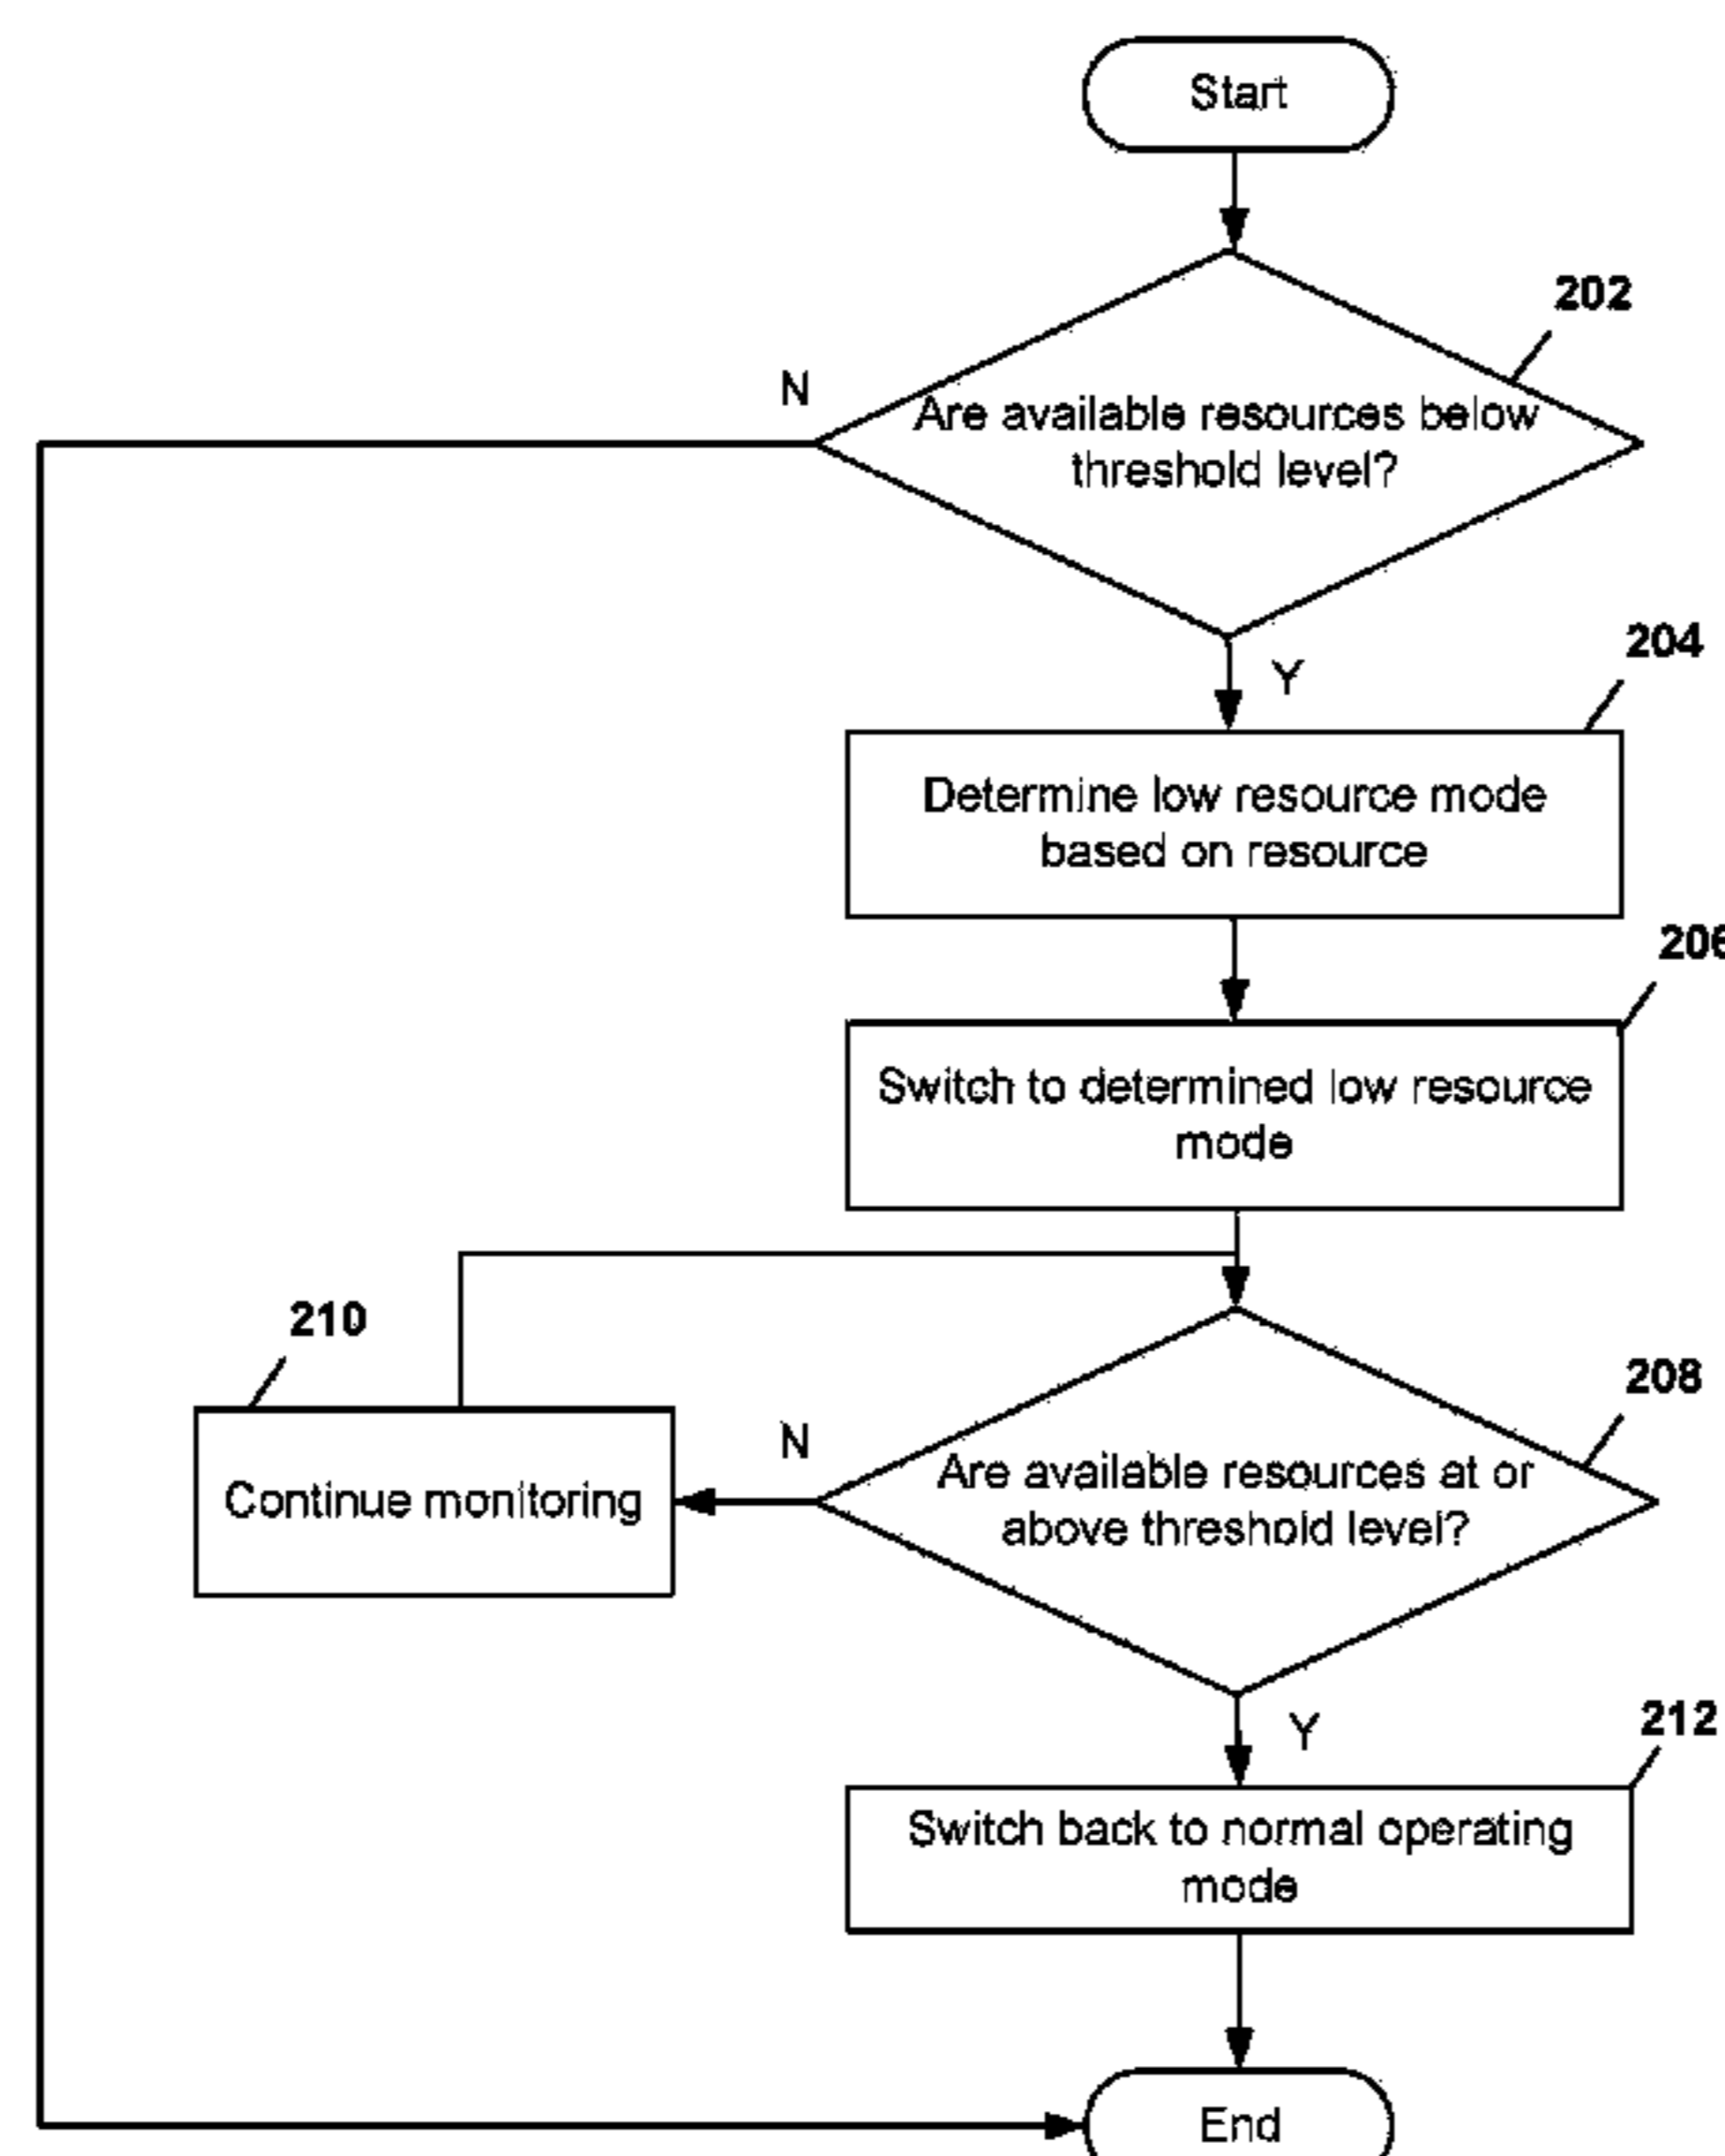 Start
202
N
Are available resources below
threshold level?
Y
204
Determine low resource mode
based on resource
206
Switch to determined low resource
mode
210
Continue monitoring
N
208
Are available resources at or
above threshold level?
Y
212
Switch back to normal operating
mode
End